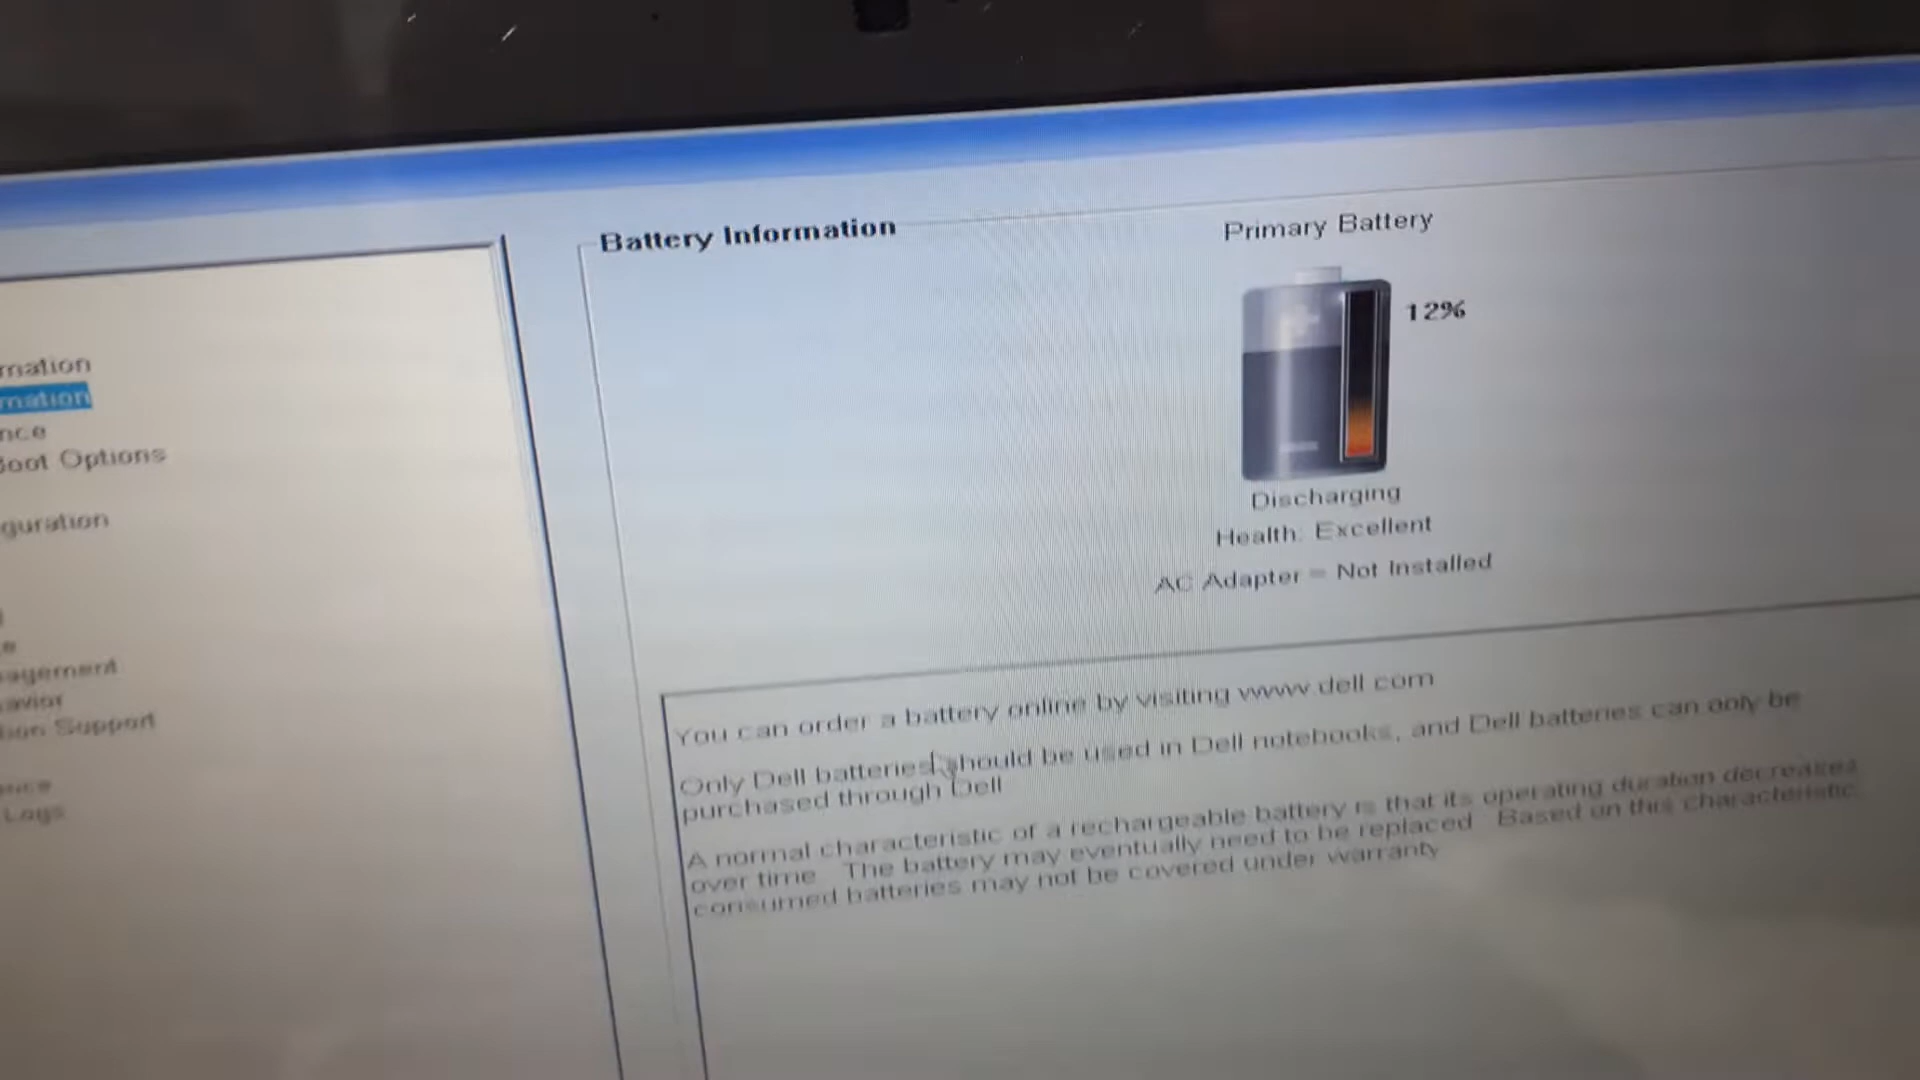 mation
mation
nce
Boot Options
guration
e
agement
avior
tion Support
Logs
Battery Information
Primary Battery
12%
Discharging
Health: Excellent
AC Adapter = Not Installed
You can order a battery online by visiting www.dell.com
Only Dell batteries should be used in Dell notebooks, and Dell batteries can only be
purchased through Dell
A normal characteristic of a rechargeable battery is that its operating duration decreases
over time. The battery may eventually need to be replaced. Based on this characteristic
consumed batteries may not be covered under warranty